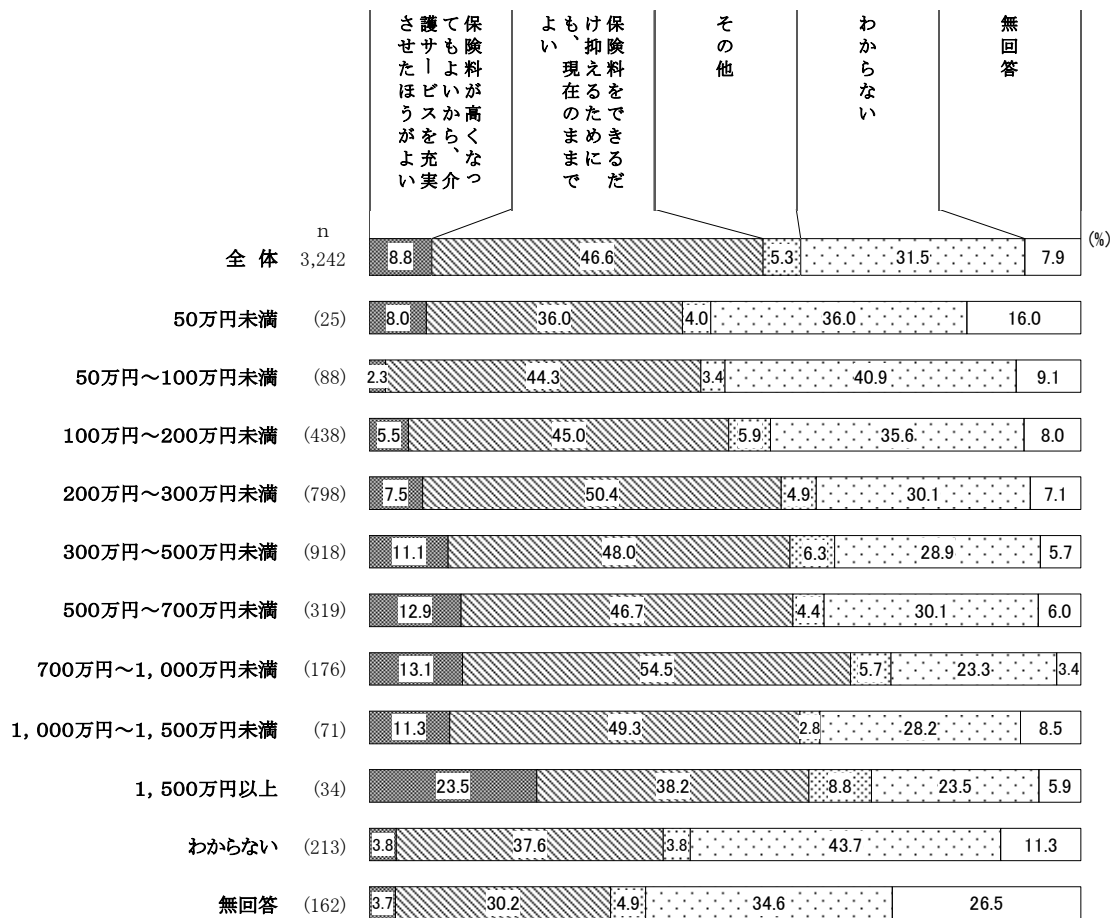 保険料が高くなっ
てもよいから、介
護サービスを充実
させたほうがよい
保険料をできるだ
け抑えるために
も、現在のままで
よい
その他
わからない
無回答
n
(%)
全 体 3,242 8.8 46.6 5.3 31.5 7.9
50万円未満 (25) 8.0 36.0 4.0 36.0 16.0
50万円～100万円未満 (88) 2.3 44.3 3.4 40.9 9.1
100万円～200万円未満 (438) 5.5 45.0 5.9 35.6 8.0
200万円～300万円未満 (798) 7.5 50.4 4.9 30.1 7.1
300万円～500万円未満 (918) 11.1 48.0 6.3 28.9 5.7
500万円～700万円未満 (319) 12.9 46.7 4.4 30.1 6.0
700万円～1,000万円未満 (176) 13.1 54.5 5.7 23.3 3.4
1,000万円～1,500万円未満 (71) 11.3 49.3 2.8 28.2 8.5
1,500万円以上 (34) 23.5 38.2 8.8 23.5 5.9
わからない (213) 3.8 37.6 3.8 43.7 11.3
無回答 (162) 3.7 30.2 4.9 34.6 26.5